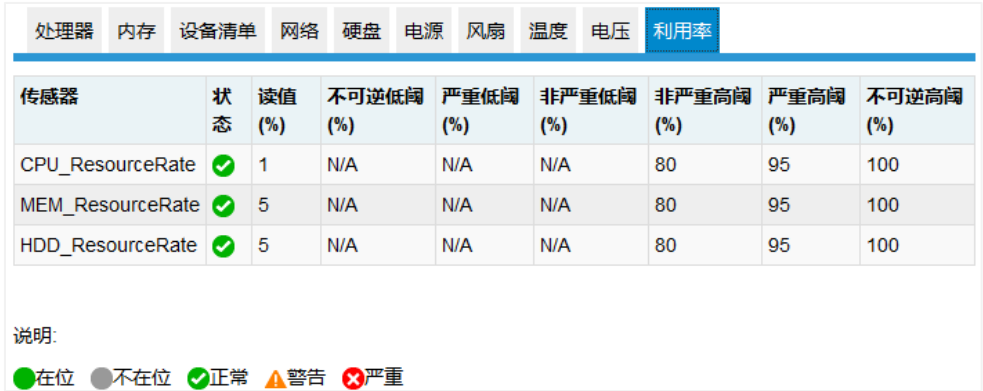 处理器 内存 设备清单 网络 硬盘 电源 风扇 温度 电压 利用率
传感器 状态 读值(%) 不可逆低阈(%) 严重低阈(%) 非严重低阈(%) 非严重高阈(%) 严重高阈(%) 不可逆高阈(%)
CPU_ResourceRate 1 N/A N/A N/A 80 95 100
MEM_ResourceRate 5 N/A N/A N/A 80 95 100
HDD_ResourceRate 5 N/A N/A N/A 80 95 100
说明:
在位 不在位 正常 警告 严重